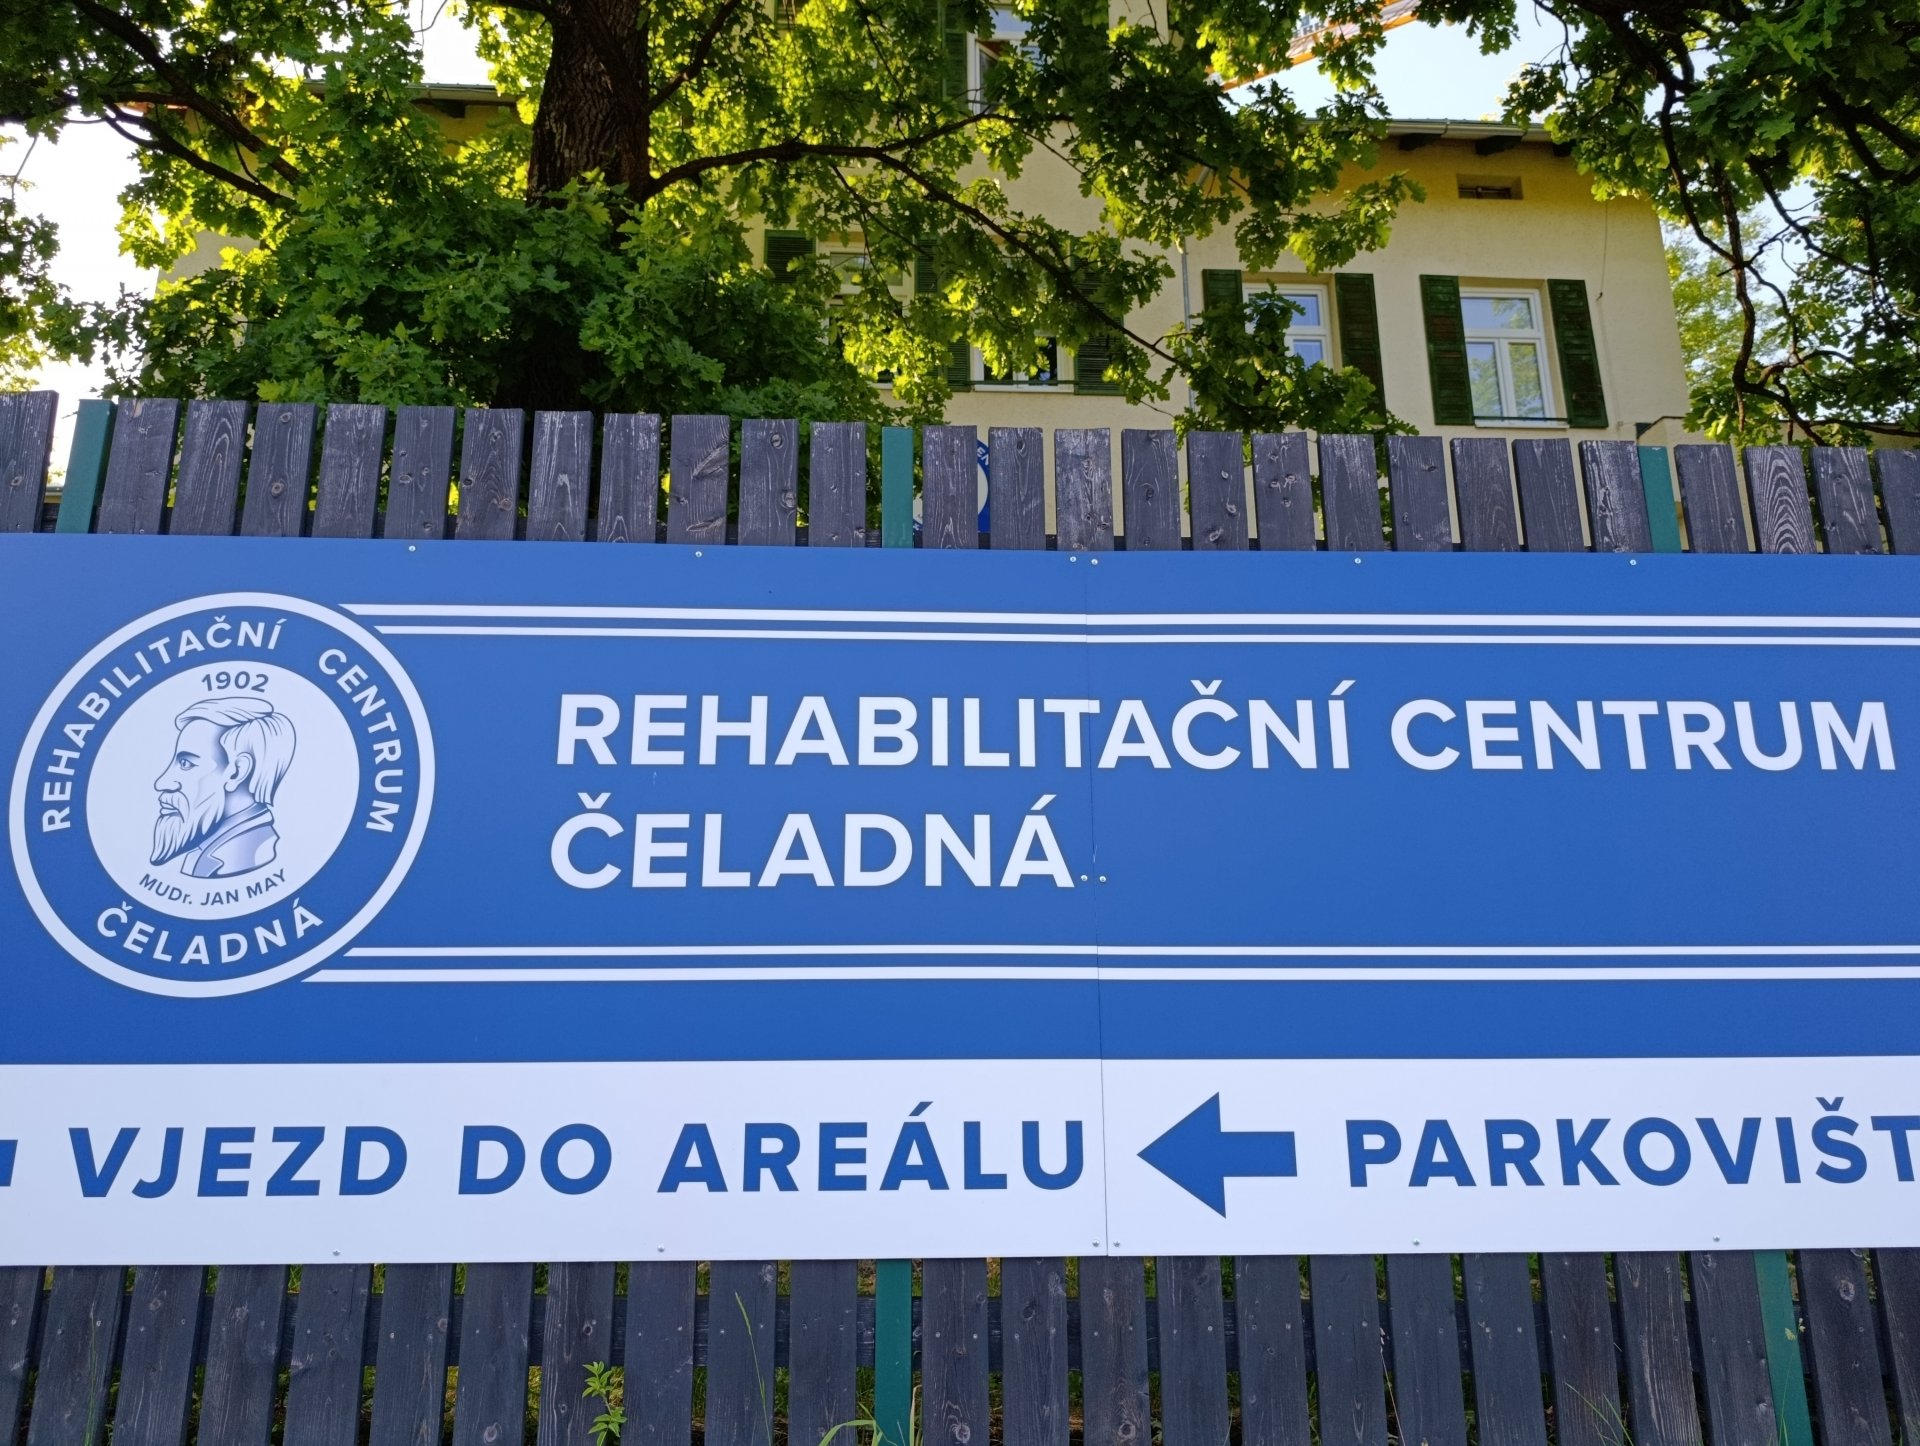 REHABILITAČNÍ CENTRUM
1902
MUDr. JAN MAY
ČELADNÁ
REHABILITAČNÍ CENTRUM
ČELADNÁ
VJEZD DO AREÁLU
PARKOVIŠT